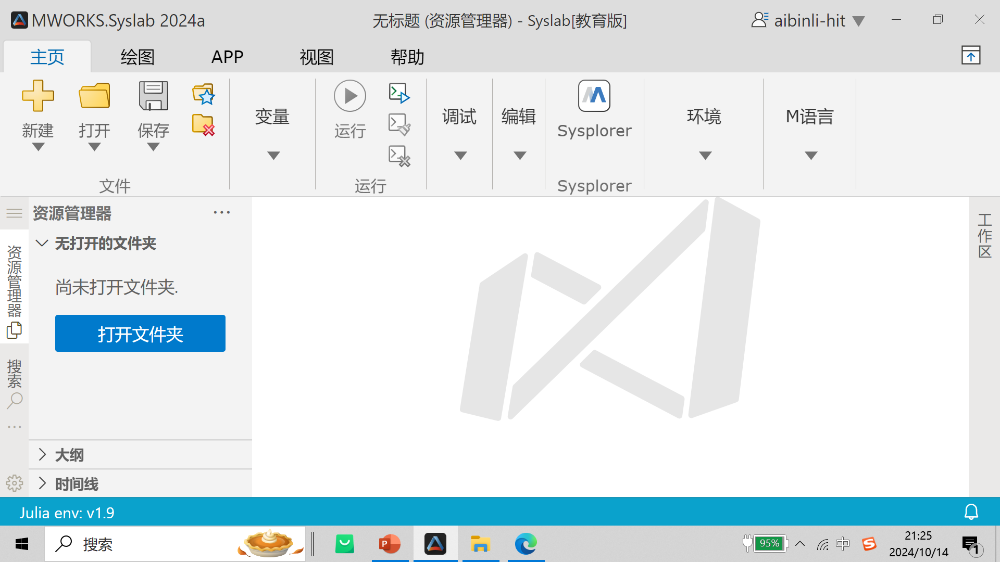 MWORKS.Syslab 2024a
无标题 (资源管理器) - Syslab[教育版]
aibinli-hit
主页
绘图
APP
视图
帮助
新建
打开
保存
文件
变量
运行
运行
调试
编辑
Sysplorer
Sysplorer
环境
M语言
资源管理器
搜索
资源管理器
无打开的文件夹
尚未打开文件夹.
打开文件夹
大纲
时间线
工作区
Julia env: v1.9
搜索
P
95%
中
S
21:25
2024/10/14
1